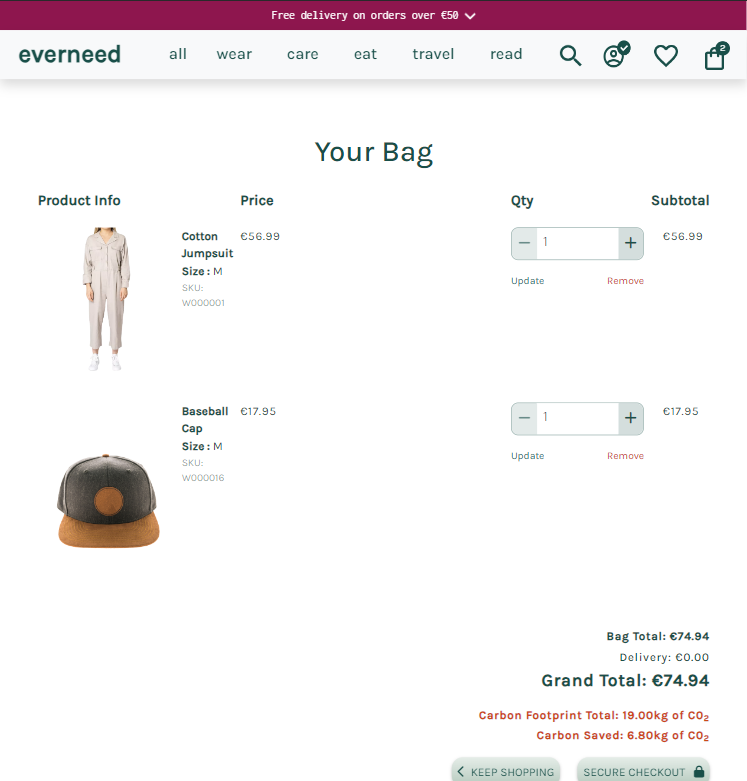 Free delivery on orders over €50
everneed all wear care eat travel read 2
Your Bag
Product Info Price Qty Subtotal
Cotton Jumpsuit €56.99 − 1 + €56.99
Size : M
SKU: W000001
Update Remove
Baseball Cap €17.95 − 1 + €17.95
Size : M
SKU: W000016
Update Remove
Bag Total: €74.94
Delivery: €0.00
Grand Total: €74.94
Carbon Footprint Total: 19.00kg of CO₂
Carbon Saved: 6.80kg of CO₂
KEEP SHOPPING SECURE CHECKOUT